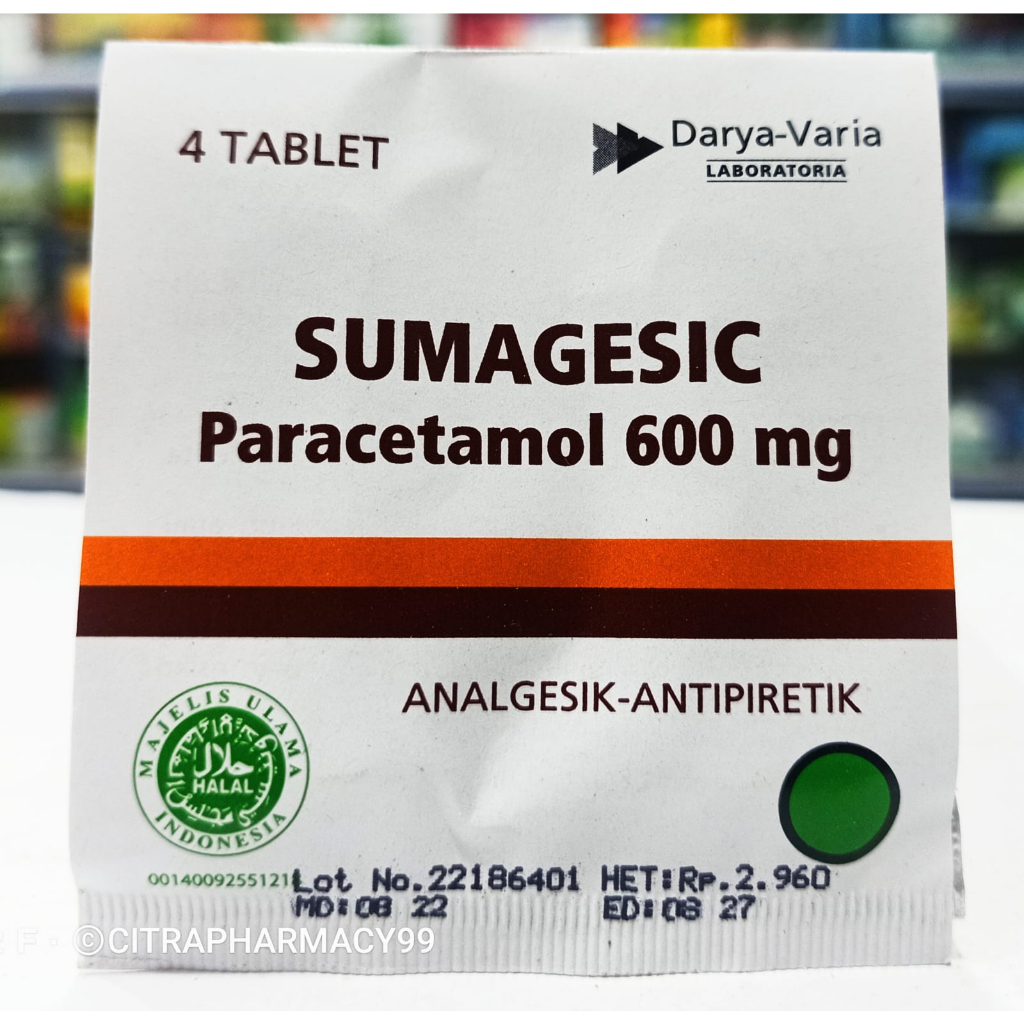 4 TABLET
Darya-Varia
LABORATORIA
SUMAGESIC
Paracetamol 600 mg
ANALGESIK-ANTIPIRETIK
MAJELIS ULAMA
حلال
HALAL
INDONESIA
Lot No.22186401 HET:Rp.2.960
MD:08 22 ED:08 27
©CITRAPHARMACY99